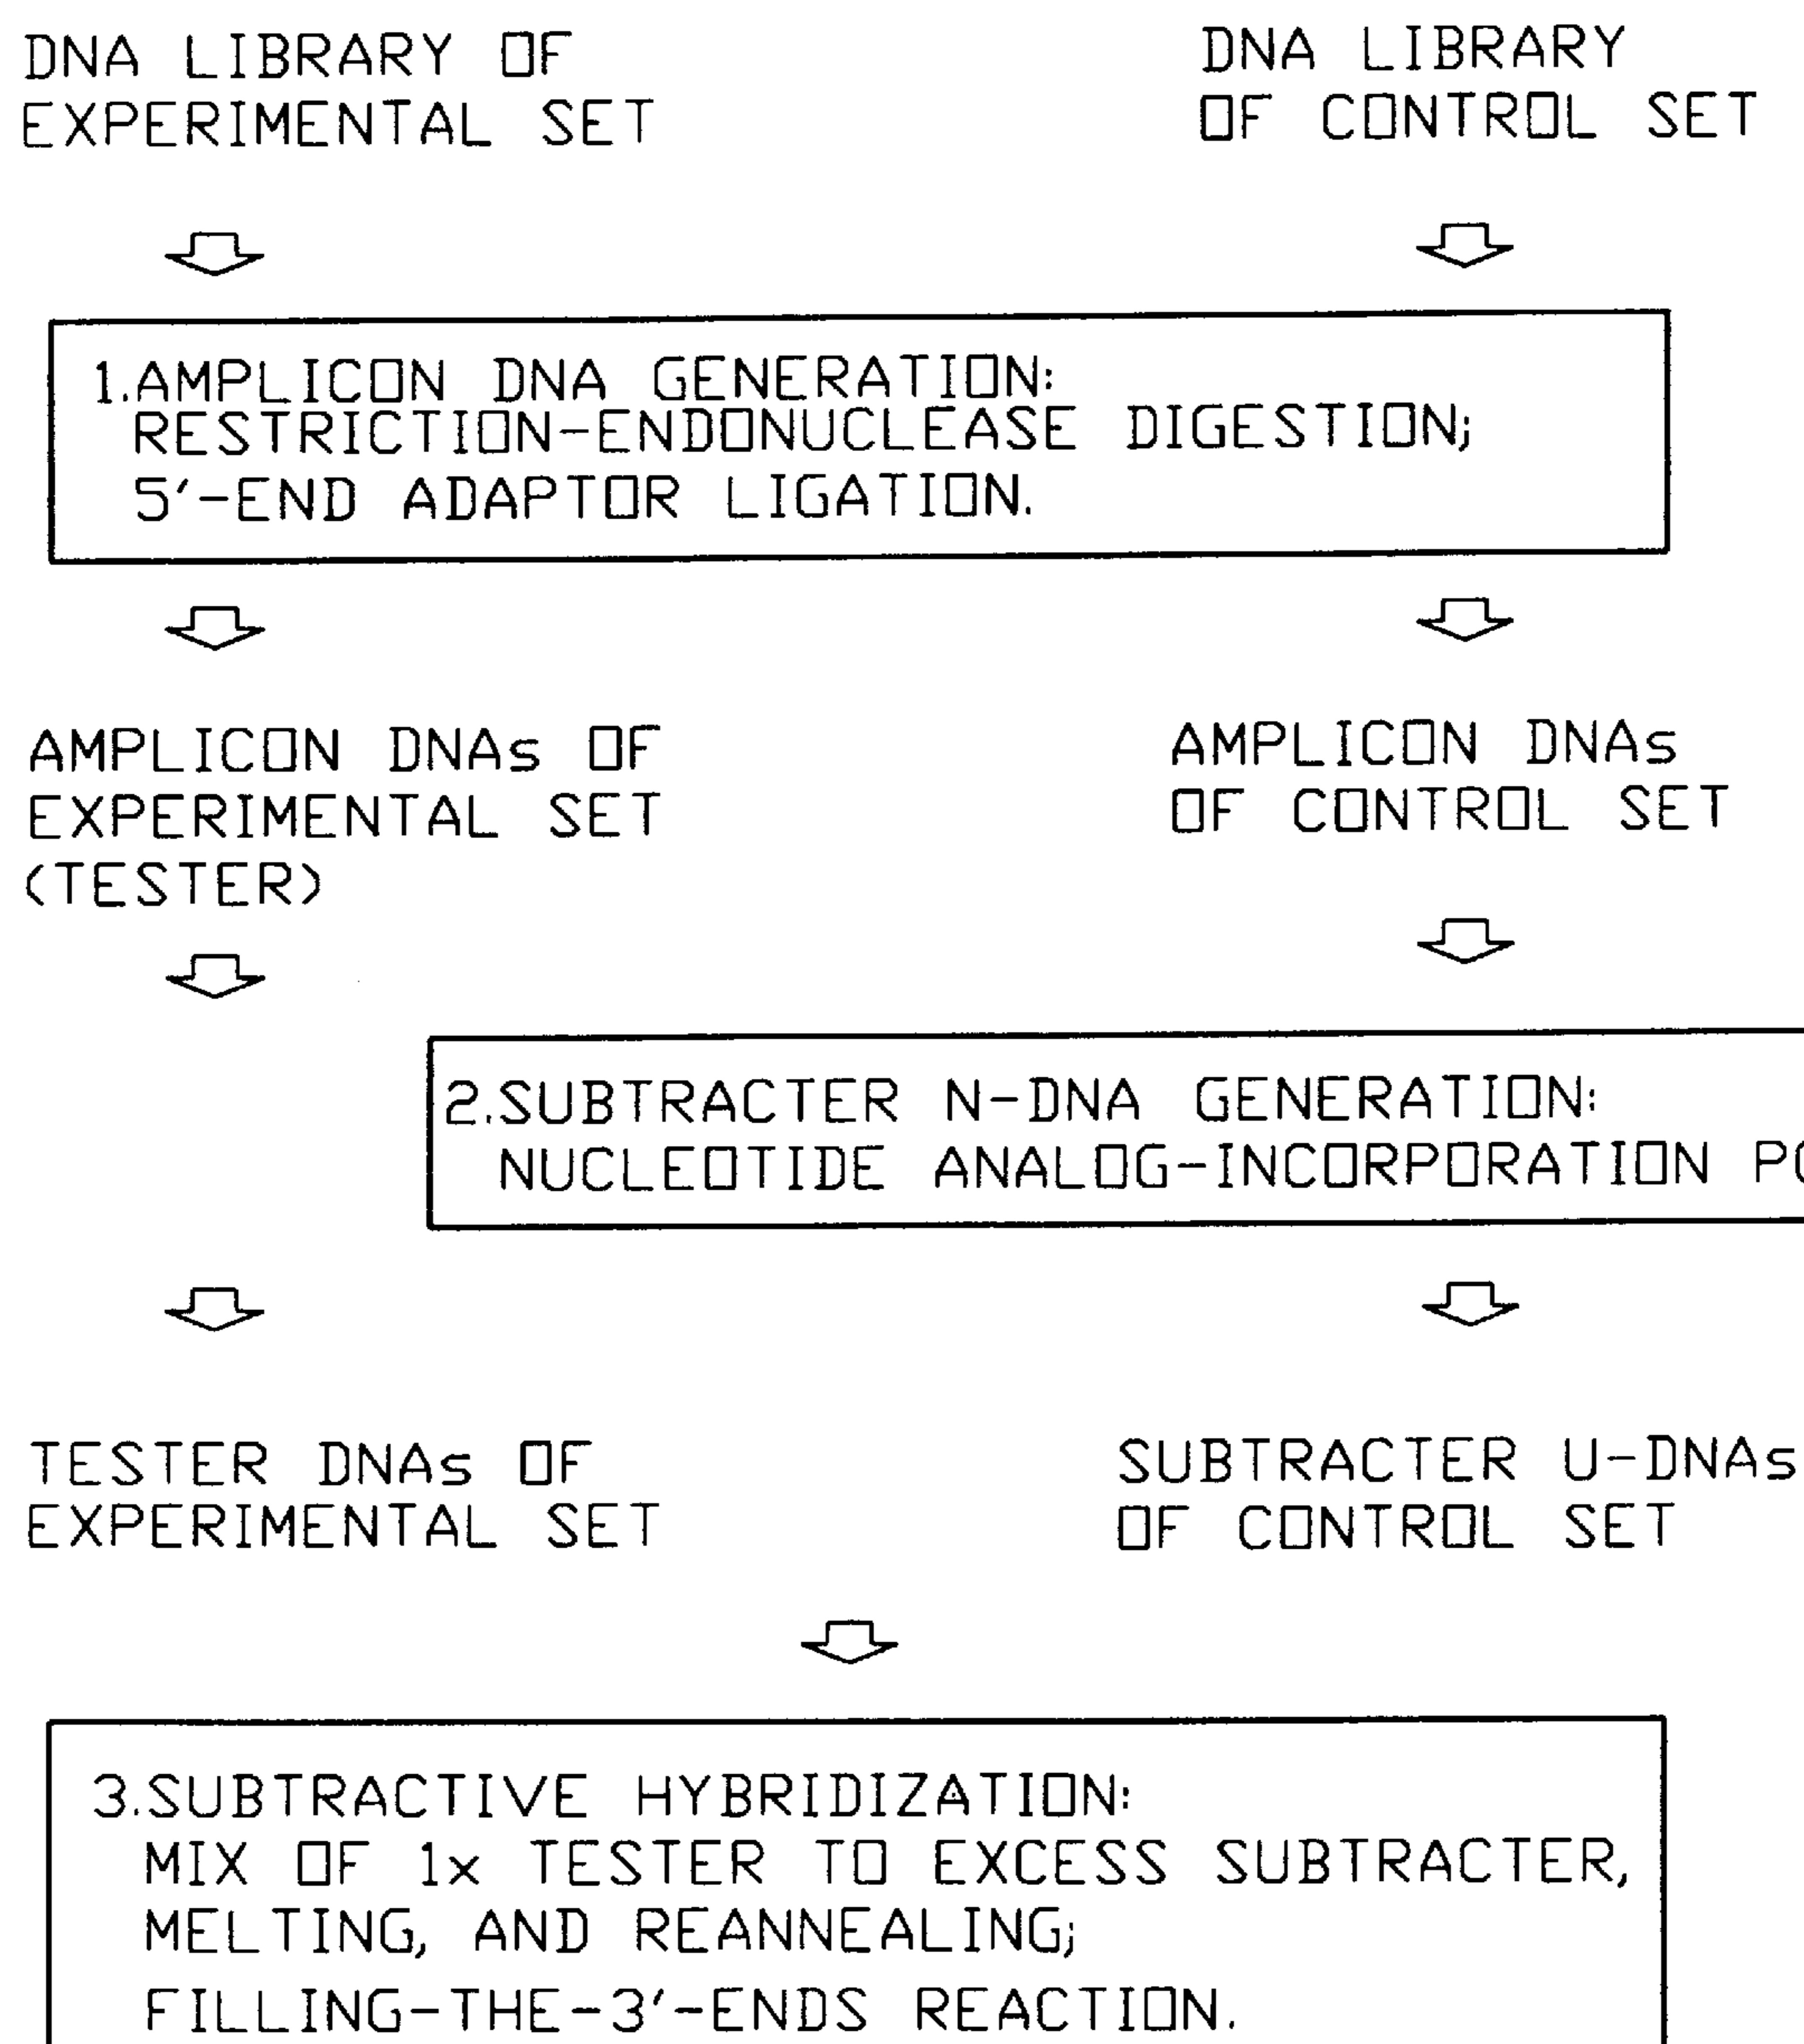 DNA LIBRARY OF
EXPERIMENTAL SET
DNA LIBRARY
OF CONTROL SET
1.AMPLICON DNA GENERATION:
RESTRICTION-ENDONUCLEASE DIGESTION;
5'-END ADAPTOR LIGATION.
AMPLICON DNAs OF
EXPERIMENTAL SET
(TESTER)
AMPLICON DNAs
OF CONTROL SET
2.SUBTRACTER N-DNA GENERATION:
NUCLEOTIDE ANALOG-INCORPORATION
TESTER DNAs OF
EXPERIMENTAL SET
SUBTRACTER U-DNAs
OF CONTROL SET
3.SUBTRACTIVE HYBRIDIZATION:
MIX OF 1x TESTER TO EXCESS SUBTRACTER,
MELTING, AND REANNEALING;
FILLING-THE-3'-ENDS REACTION.